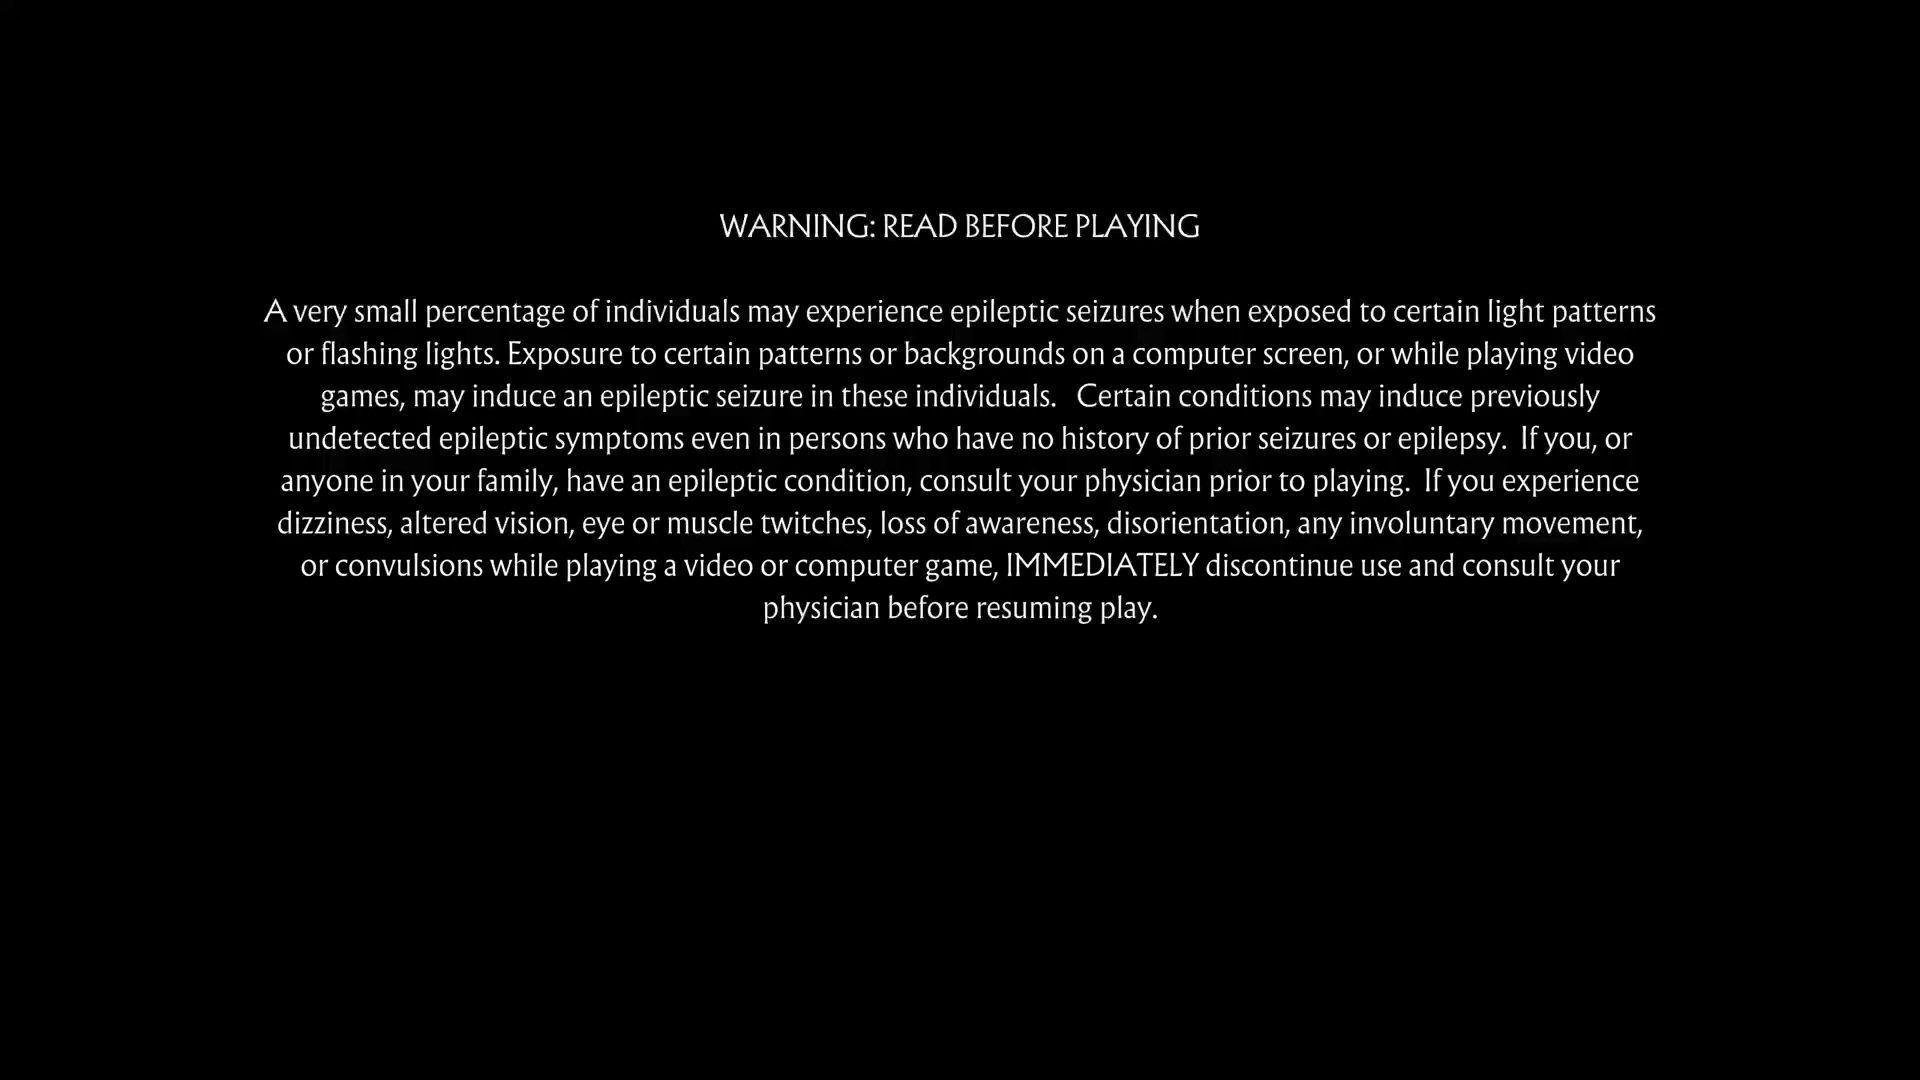 WARNING: READ BEFORE PLAYING
A very small percentage of individuals may experience epileptic seizures when exposed to certain light patterns
or flashing lights. Exposure to certain patterns or backgrounds on a computer screen, or while playing video
games, may induce an epileptic seizure in these individuals.   Certain conditions may induce previously
undetected epileptic symptoms even in persons who have no history of prior seizures or epilepsy.  If you, or
anyone in your family, have an epileptic condition, consult your physician prior to playing.  If you experience
dizziness, altered vision, eye or muscle twitches, loss of awareness, disorientation, any involuntary movement,
or convulsions while playing a video or computer game, IMMEDIATELY discontinue use and consult your
physician before resuming play.